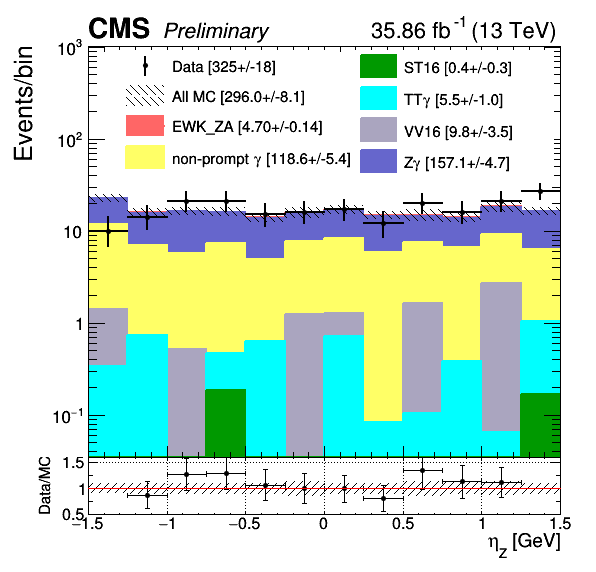 CMS Preliminary 35.86 fb⁻¹ (13 TeV)
Events/bin
10³
10²
10
1
10⁻¹
Data [325+/-18]
All MC [296.0+/-8.1]
EWK_ZA [4.70+/-0.14]
non-prompt γ [118.6+/-5.4]
ST16 [0.4+/-0.3]
TTγ [5.5+/-1.0]
VV16 [9.8+/-3.5]
Zγ [157.1+/-4.7]
Data/MC
1.5
1
0.5
−1.5 −1 −0.5 0 0.5 1 1.5
η_Z [GeV]